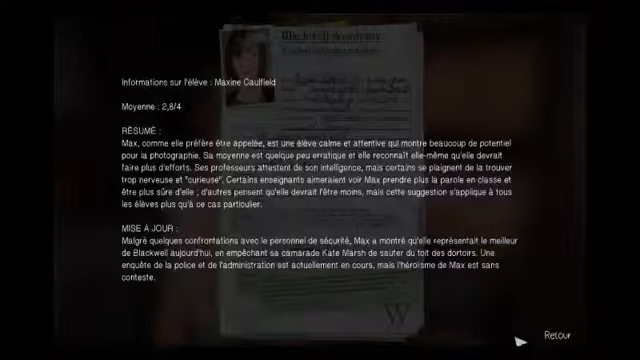 Blackwell Academy
Informations sur l'élève : Maxine Caulfield
Moyenne : 2,8/4
RÉSUMÉ :
Max, comme elle préfère être appelée, est une élève calme et attentive qui montre beaucoup de potentiel
pour la photographie. Sa moyenne est quelque peu erratique et elle reconnaît elle-même qu'elle devrait
faire plus d'efforts. Ses professeurs attestent de son intelligence, mais certains se plaignent de la trouver
trop nerveuse et "curieuse". Certains enseignants aimeraient voir Max prendre plus la parole en classe et
être plus sûre d'elle ; d'autres pensent qu'elle devrait l'être moins, mais cette suggestion s'applique à tous
les élèves plus qu'à ce cas particulier.
MISE À JOUR :
Malgré quelques confrontations avec le personnel de sécurité, Max a montré qu'elle représentait le meilleur
de Blackwell aujourd'hui, en empêchant sa camarade Kate Marsh de sauter du toit des dortoirs. Une
enquête de la police et de l'administration est actuellement en cours, mais l'héroïsme de Max est sans
conteste.
W
Retour